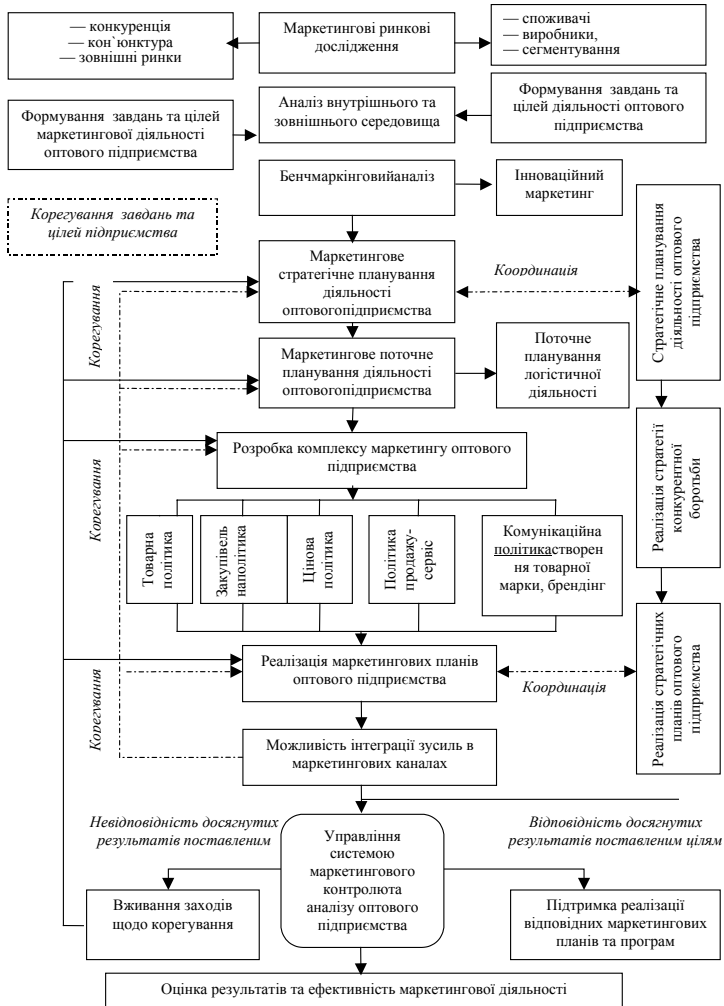 — конкуренція
— кон`юнктура
— зовнішні ринки
Маркетингові ринкові
дослідження
— споживачі
— виробники,
— сегментування
Формування завдань та цілей
маркетингової діяльності
оптового підприємства
Аналіз внутрішнього та
зовнішнього середовища
Формування завдань та
цілей діяльності оптового
підприємства
Бенчмаркінговийаналіз
Інноваційний
маркетинг
Корегування завдань та
цілей підприємства
Маркетингове
стратегічне планування
діяльності
оптовогопідприємства
Координація
Стратегічне планування
діяльності оптового
підприємства
Корегування
Маркетингове поточне
планування діяльності
оптовогопідприємства
Поточне
планування
логістичної
діяльності
Розробка комплексу маркетингу оптового
підприємства
Реалізація стратегії
конкурентної
боротьби
Корегування
Товарна
політика
Закупівель
наполітика
Цінова
політика
Політика
продажу-
сервіс
Комунікаційна
політикастворен
ня товарної
марки, брендінг
Реалізація маркетингових планів
оптового підприємства
Координація
Реалізація стратегічних
планів оптового
підприємства
Корегування
Можливість інтеграції зусиль в
маркетингових каналах
Невідповідність досягнутих
результатів поставленим
Управління
системою
маркетингового
контролюта
аналізу оптового
підприємства
Відповідність досягнутих
результатів поставленим цілям
Вживання заходів
щодо корегування
Підтримка реалізації
відповідних маркетингових
планів та програм
Оцінка результатів та ефективність маркетингової діяльності